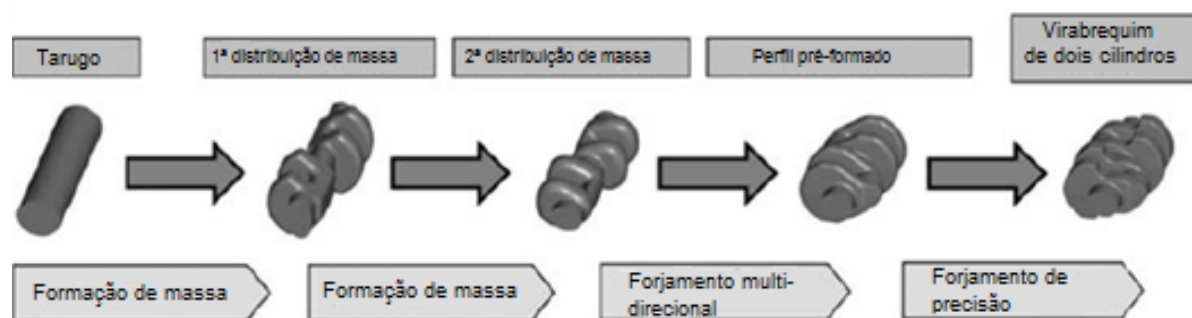 Tarugo
1ª distribuição de massa
2ª distribuição de massa
Perfil pré-formado
Virabrequim
de dois cilindros
Formação de massa
Formação de massa
Forjamento multi-
direcional
Forjamento de
precisão